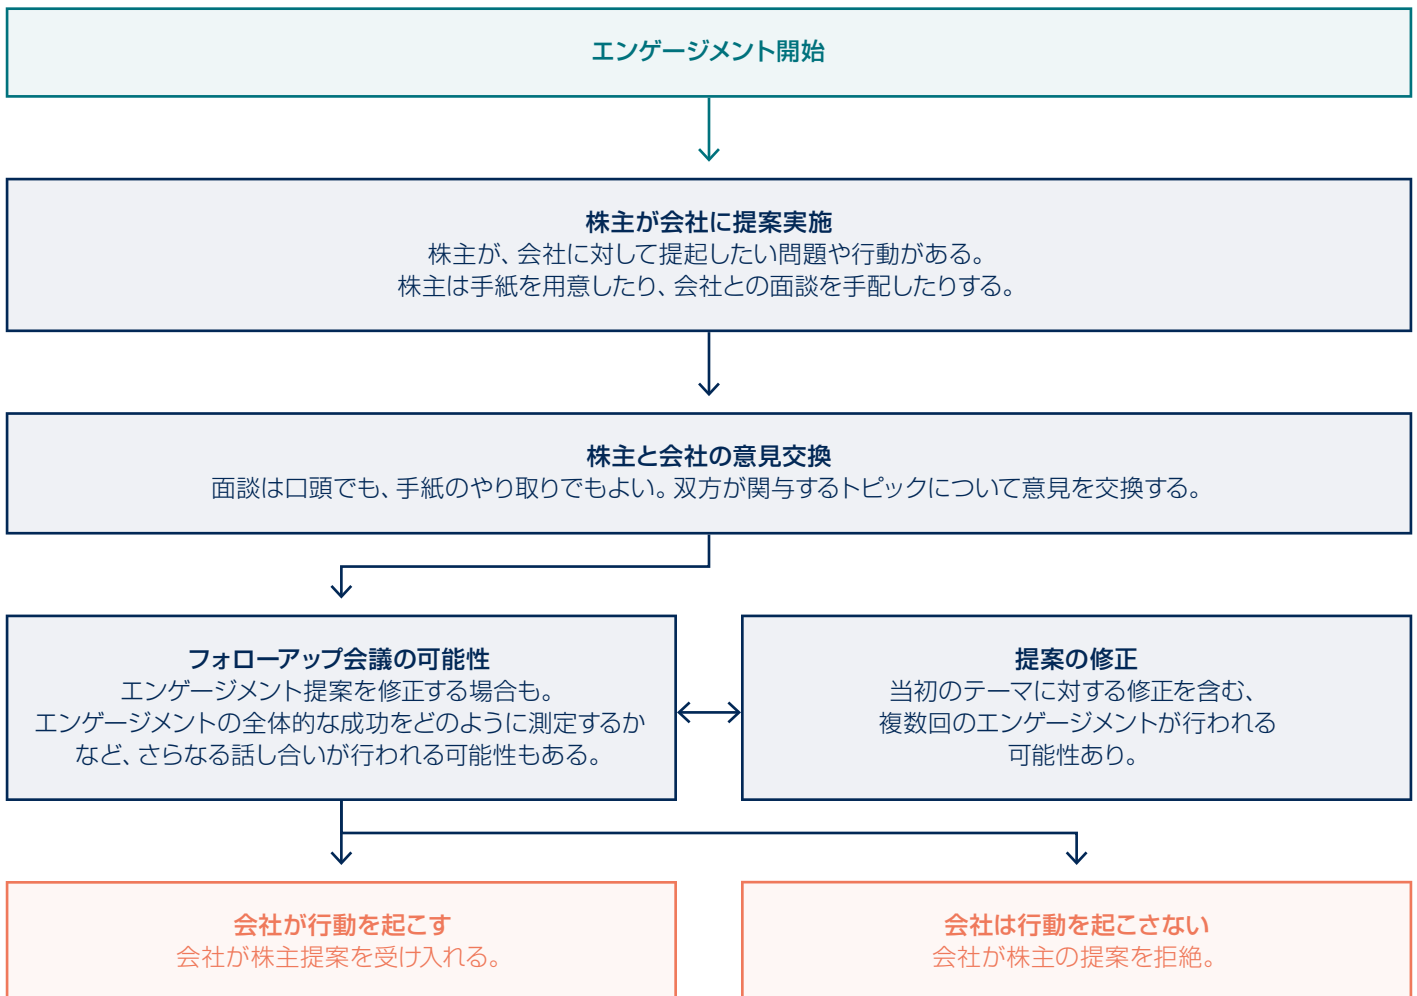 エンゲージメント開始
株主が会社に提案実施
株主が、会社に対して提起したい問題や行動がある。
株主は手紙を用意したり、会社との面談を手配したりする。
株主と会社の意見交換
面談は口頭でも、手紙のやり取りでもよい。双方が関与するトピックについて意見を交換する。
フォローアップ会議の可能性
エンゲージメント提案を修正する場合も。
エンゲージメントの全体的な成功をどのように測定するか
など、さらなる話し合いが行われる可能性もある。
提案の修正
当初のテーマに対する修正を含む、
複数回のエンゲージメントが行われる
可能性あり。
会社が行動を起こす
会社が株主提案を受け入れる。
会社は行動を起こさない
会社が株主の提案を拒絶。